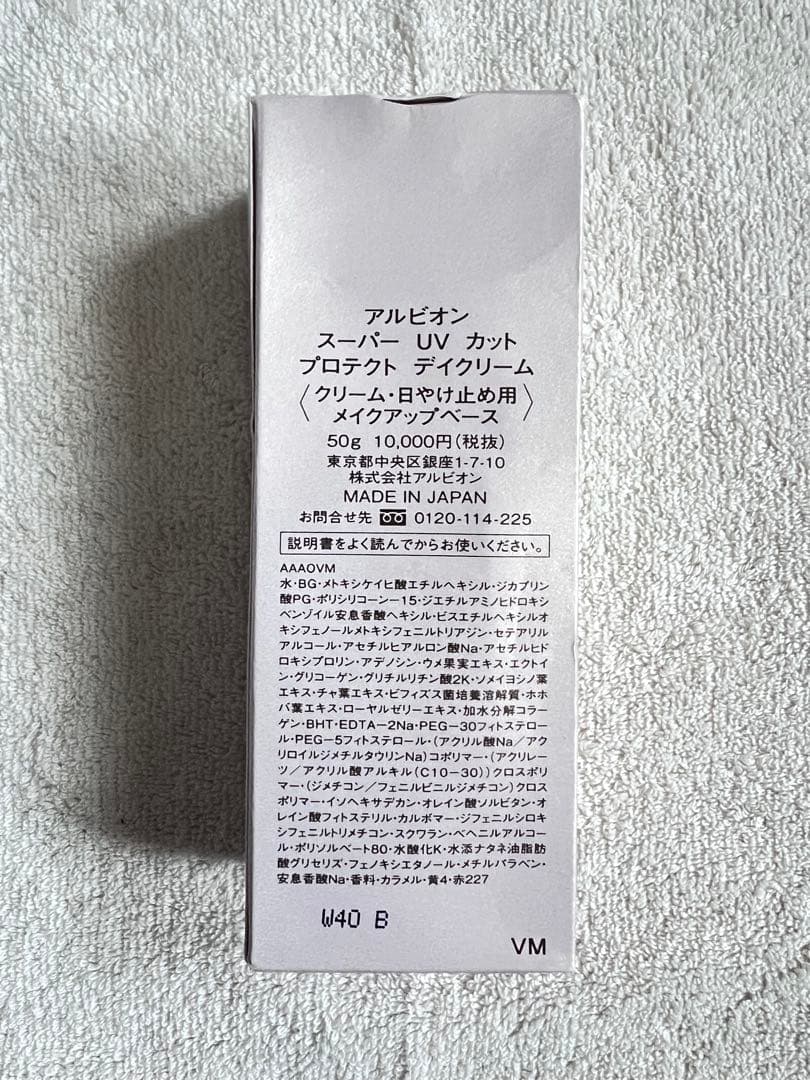 アルビオン
スーパー UV カット
プロテクト デイクリーム
〈クリーム・日やけ止め用
メイクアップベース〉
50g 10,000円(税抜)
東京都中央区銀座1-7-10
株式会社アルビオン
MADE IN JAPAN
お問合せ先 0120-114-225
説明書をよく読んでからお使いください。
AAAOVM
水・BG・メトキシケイヒ酸エチルヘキシル・ジカプリン
酸PG・ポリシリコーン-15・ジエチルアミノヒドロキシ
ベンゾイル安息香酸ヘキシル・ビスエチルヘキシルオ
キシフェノールメトキシフェニルトリアジン・セテアリル
アルコール・アセチルヒアルロン酸Na・アセチルヒド
ロキシプロリン・アデノシン・ウメ果実エキス・エクトイ
ン・グリコーゲン・グリチルリチン酸2K・ソメイヨシノ葉
エキス・チャ葉エキス・ビフィズス菌培養溶解質・ホホ
バ葉エキス・ローヤルゼリーエキス・加水分解コラー
ゲン・BHT・EDTA-2Na・PEG-30フィトステロー
ル・PEG-5フィトステロール・(アクリル酸Na/アク
リロイルジメチルタウリンNa)コポリマー・(アクリレー
ツ/アクリル酸アルキル(C10-30))クロスポリ
マー・(ジメチコン/フェニルビニルジメチコン)クロス
ポリマー・イソヘキサデカン・オレイン酸ソルビタン・オ
レイン酸フィトステリル・カルボマー・ジフェニルシロキ
シフェニルトリメチコン・スクワラン・ベヘニルアルコー
ル・ポリソルベート80・水酸化K・水添ナタネ油脂肪
酸グリセリズ・フェノキシエタノール・メチルパラベン・
安息香酸Na・香料・カラメル・黄4・赤227
W40 B
VM